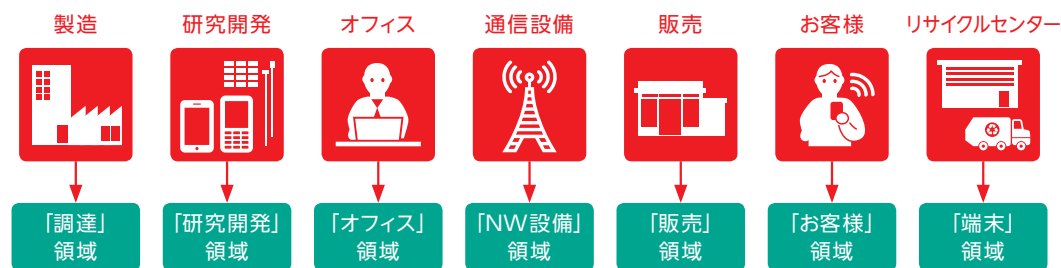 製造
研究開発
オフィス
通信設備
販売
お客様
リサイクルセンター
「調達」
領域
「研究開発」
領域
「オフィス」
領域
「NW設備」
領域
「販売」
領域
「お客様」
領域
「端末」
領域